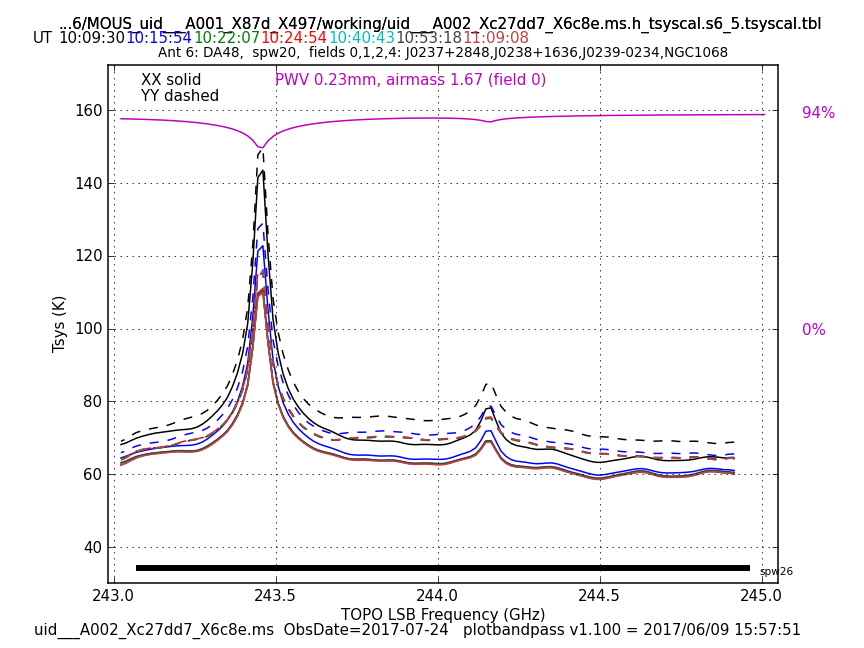 ...6/MOUS_uid___A001_X87d_X497/working/uid___A002_Xc27dd7_X6c8e.ms.h_tsyscal.s6_5.tsyscal.tbl
UT 10:09:30 10:15:54 10:22:07 10:24:54 10:40:43 10:53:18 11:09:08
Ant 6: DA48,  spw20,  fields 0,1,2,4: J0237+2848,J0238+1636,J0239-0234,NGC1068
XX solid
PWV 0.23mm, airmass 1.67 (field 0)
YY dashed
160
94%
140
120
100
0%
80
60
40
Tsys (K)
spw26
243.0 243.5 244.0 244.5 245.0
TOPO LSB Frequency (GHz)
uid___A002_Xc27dd7_X6c8e.ms  ObsDate=2017-07-24   plotbandpass v1.100 = 2017/06/09 15:57:51